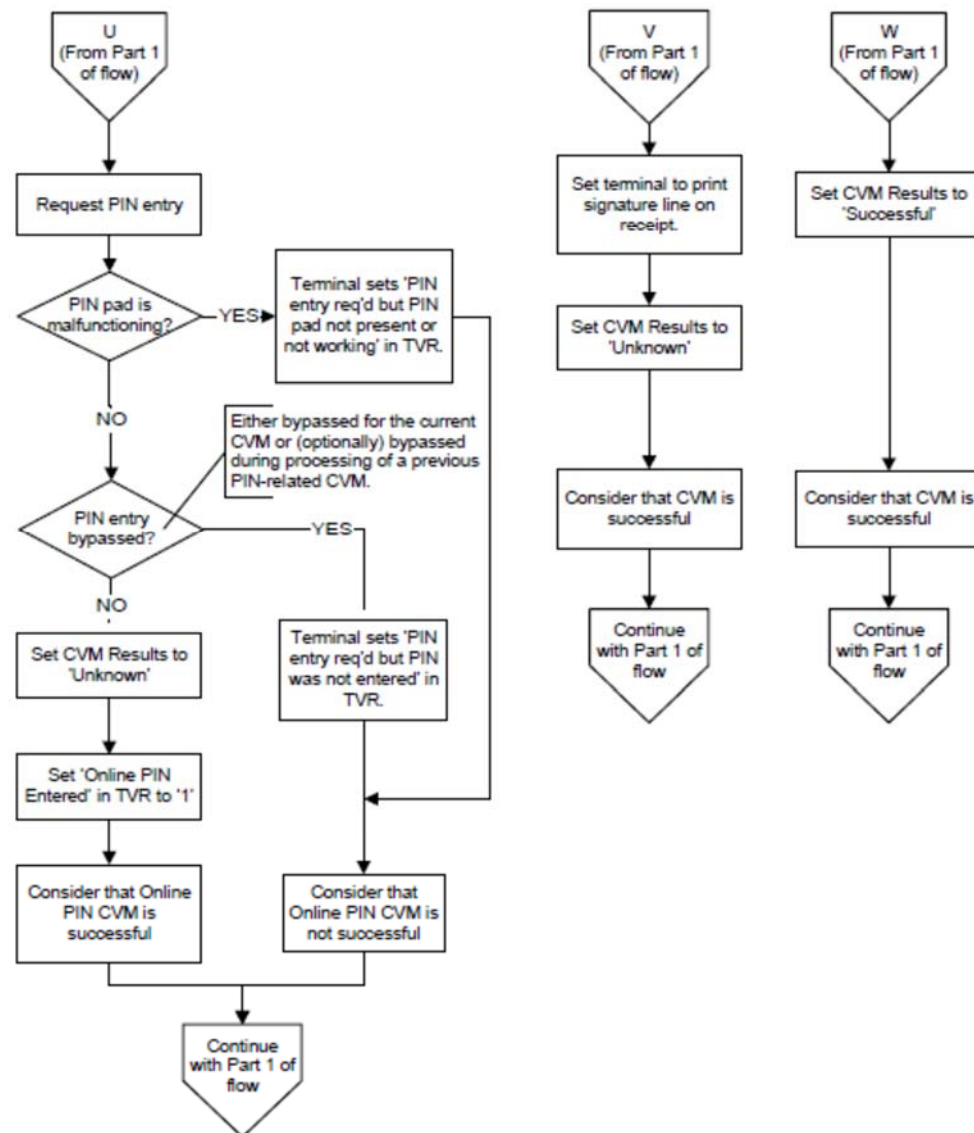 U
(From Part 1
of flow)
Request PIN entry
PIN pad is
malfunctioning?
YES
Terminal sets 'PIN
entry req'd but PIN
pad not present or
not working' in TVR.
NO
Either bypassed for the current
CVM or (optionally) bypassed
during processing of a previous
PIN-related CVM.
PIN entry
bypassed?
YES
NO
Set CVM Results to
'Unknown'
Terminal sets 'PIN
entry req'd but PIN
was not entered' in
TVR.
Set 'Online PIN
Entered' in TVR to '1'
Consider that Online
PIN CVM is
successful
Consider that
Online PIN CVM is
not successful
Continue
with Part 1 of
flow
V
(From Part 1
of flow)
Set terminal to print
signature line on
receipt.
Set CVM Results to
'Unknown'
Consider that CVM is
successful
Continue
with Part 1 of
flow
W
(From Part 1
of flow)
Set CVM Results to
'Successful'
Consider that CVM is
successful
Continue
with Part 1 of
flow